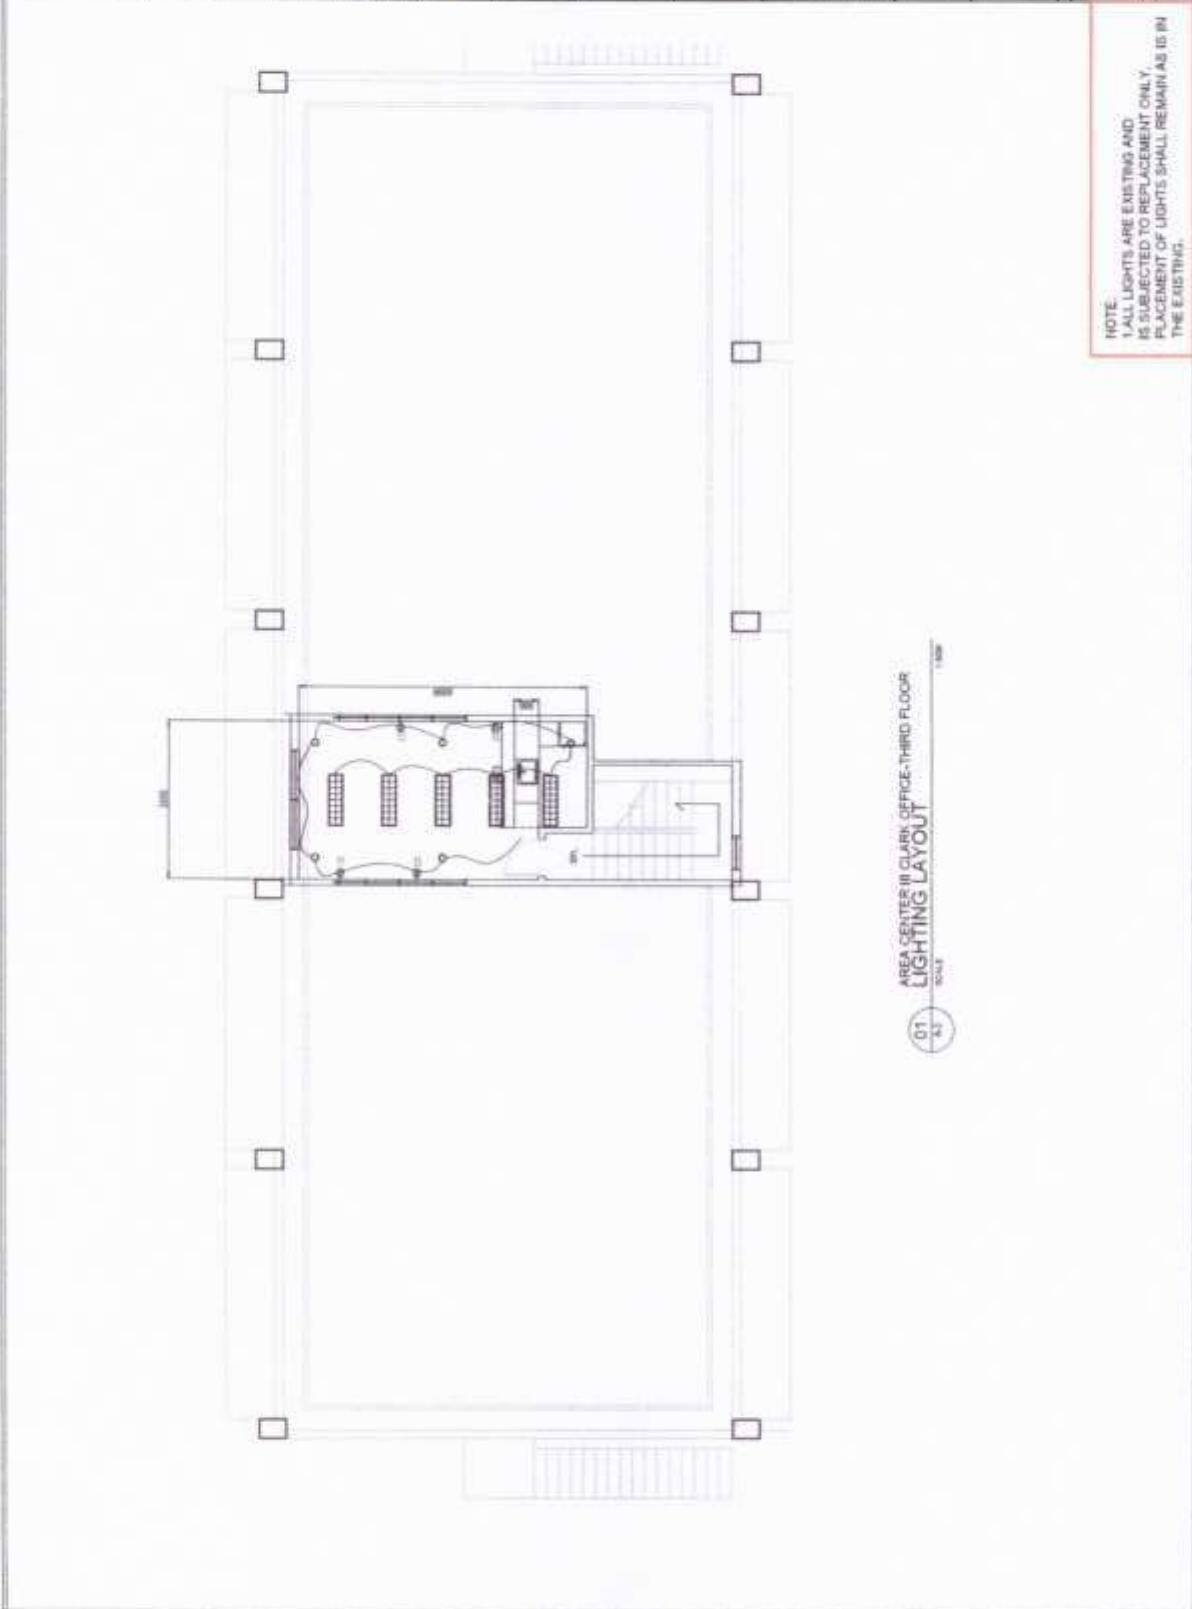 NOTE:
1.ALL LIGHTS ARE EXISTING AND
IS SUBJECTED TO REPLACEMENT ONLY,
PLACEMENT OF LIGHTS SHALL REMAIN AS IS IN
THE EXISTING.
AREA CENTER III CLARK OFFICE-THIRD FLOOR
LIGHTING LAYOUT
01
SCALE